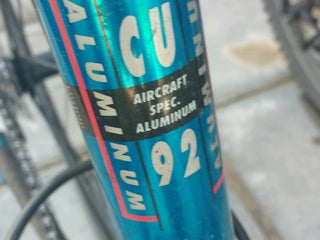 CU
AIRCRAFT
SPEC.
ALUMINUM
92
ALUMINUM